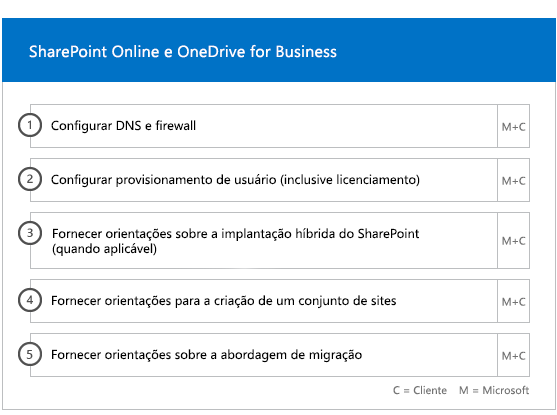 SharePoint Online e OneDrive for Business
1 Configurar DNS e firewall M+C
2 Configurar provisionamento de usuário (inclusive licenciamento) M+C
3 Fornecer orientações sobre a implantação híbrida do SharePoint
(quando aplicável) M+C
4 Fornecer orientações para a criação de um conjunto de sites M+C
5 Fornecer orientações sobre a abordagem de migração M+C
C = Cliente M = Microsoft